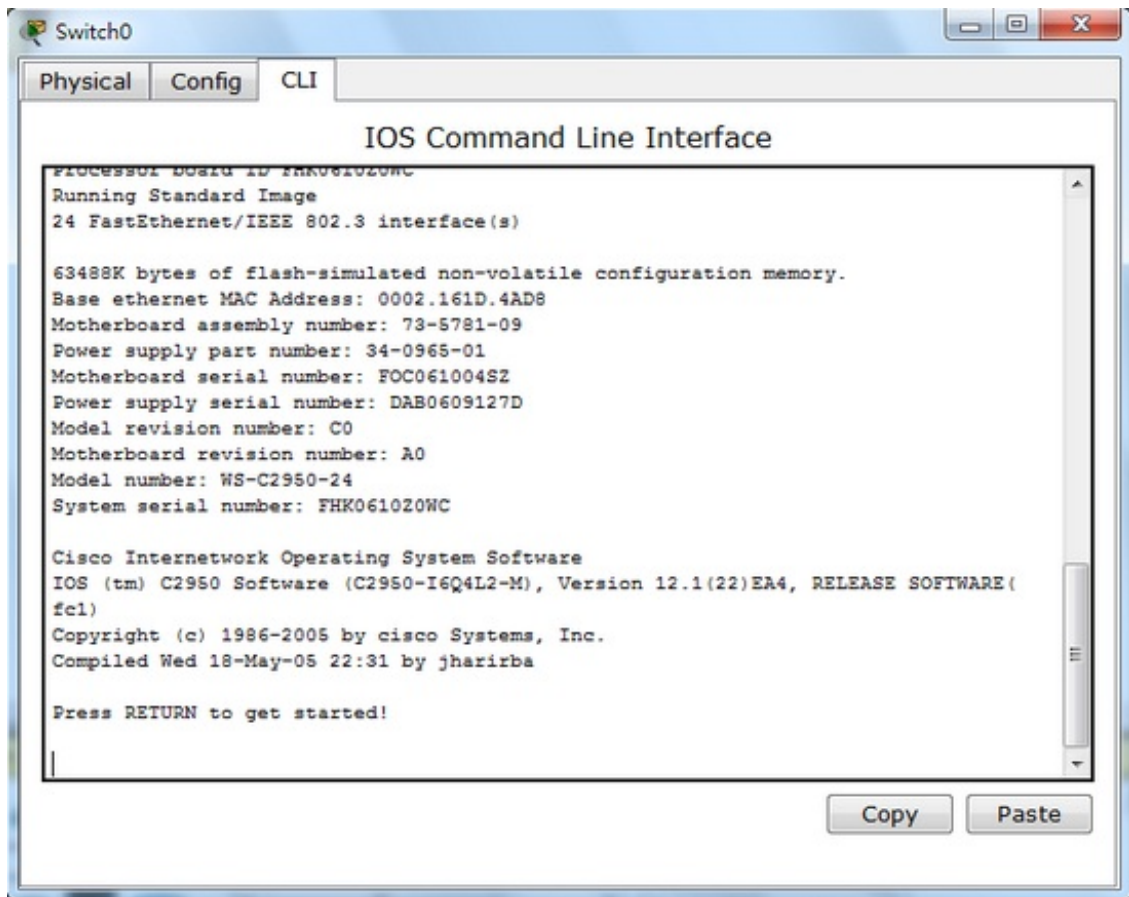 Switch0
Physical Config CLI
IOS Command Line Interface
Processor board ID FHK0610Z0WC
Running Standard Image
24 FastEthernet/IEEE 802.3 interface(s)
63488K bytes of flash-simulated non-volatile configuration memory.
Base ethernet MAC Address: 0002.161D.4AD8
Motherboard assembly number: 73-5781-09
Power supply part number: 34-0965-01
Motherboard serial number: FOC061004SZ
Power supply serial number: DAB0609127D
Model revision number: C0
Motherboard revision number: A0
Model number: WS-C2950-24
System serial number: FHK0610Z0WC
Cisco Internetwork Operating System Software
IOS (tm) C2950 Software (C2950-I6Q4L2-M), Version 12.1(22)EA4, RELEASE SOFTWARE(
fc1)
Copyright (c) 1986-2005 by cisco Systems, Inc.
Compiled Wed 18-May-05 22:31 by jharirba
Press RETURN to get started!
Copy Paste